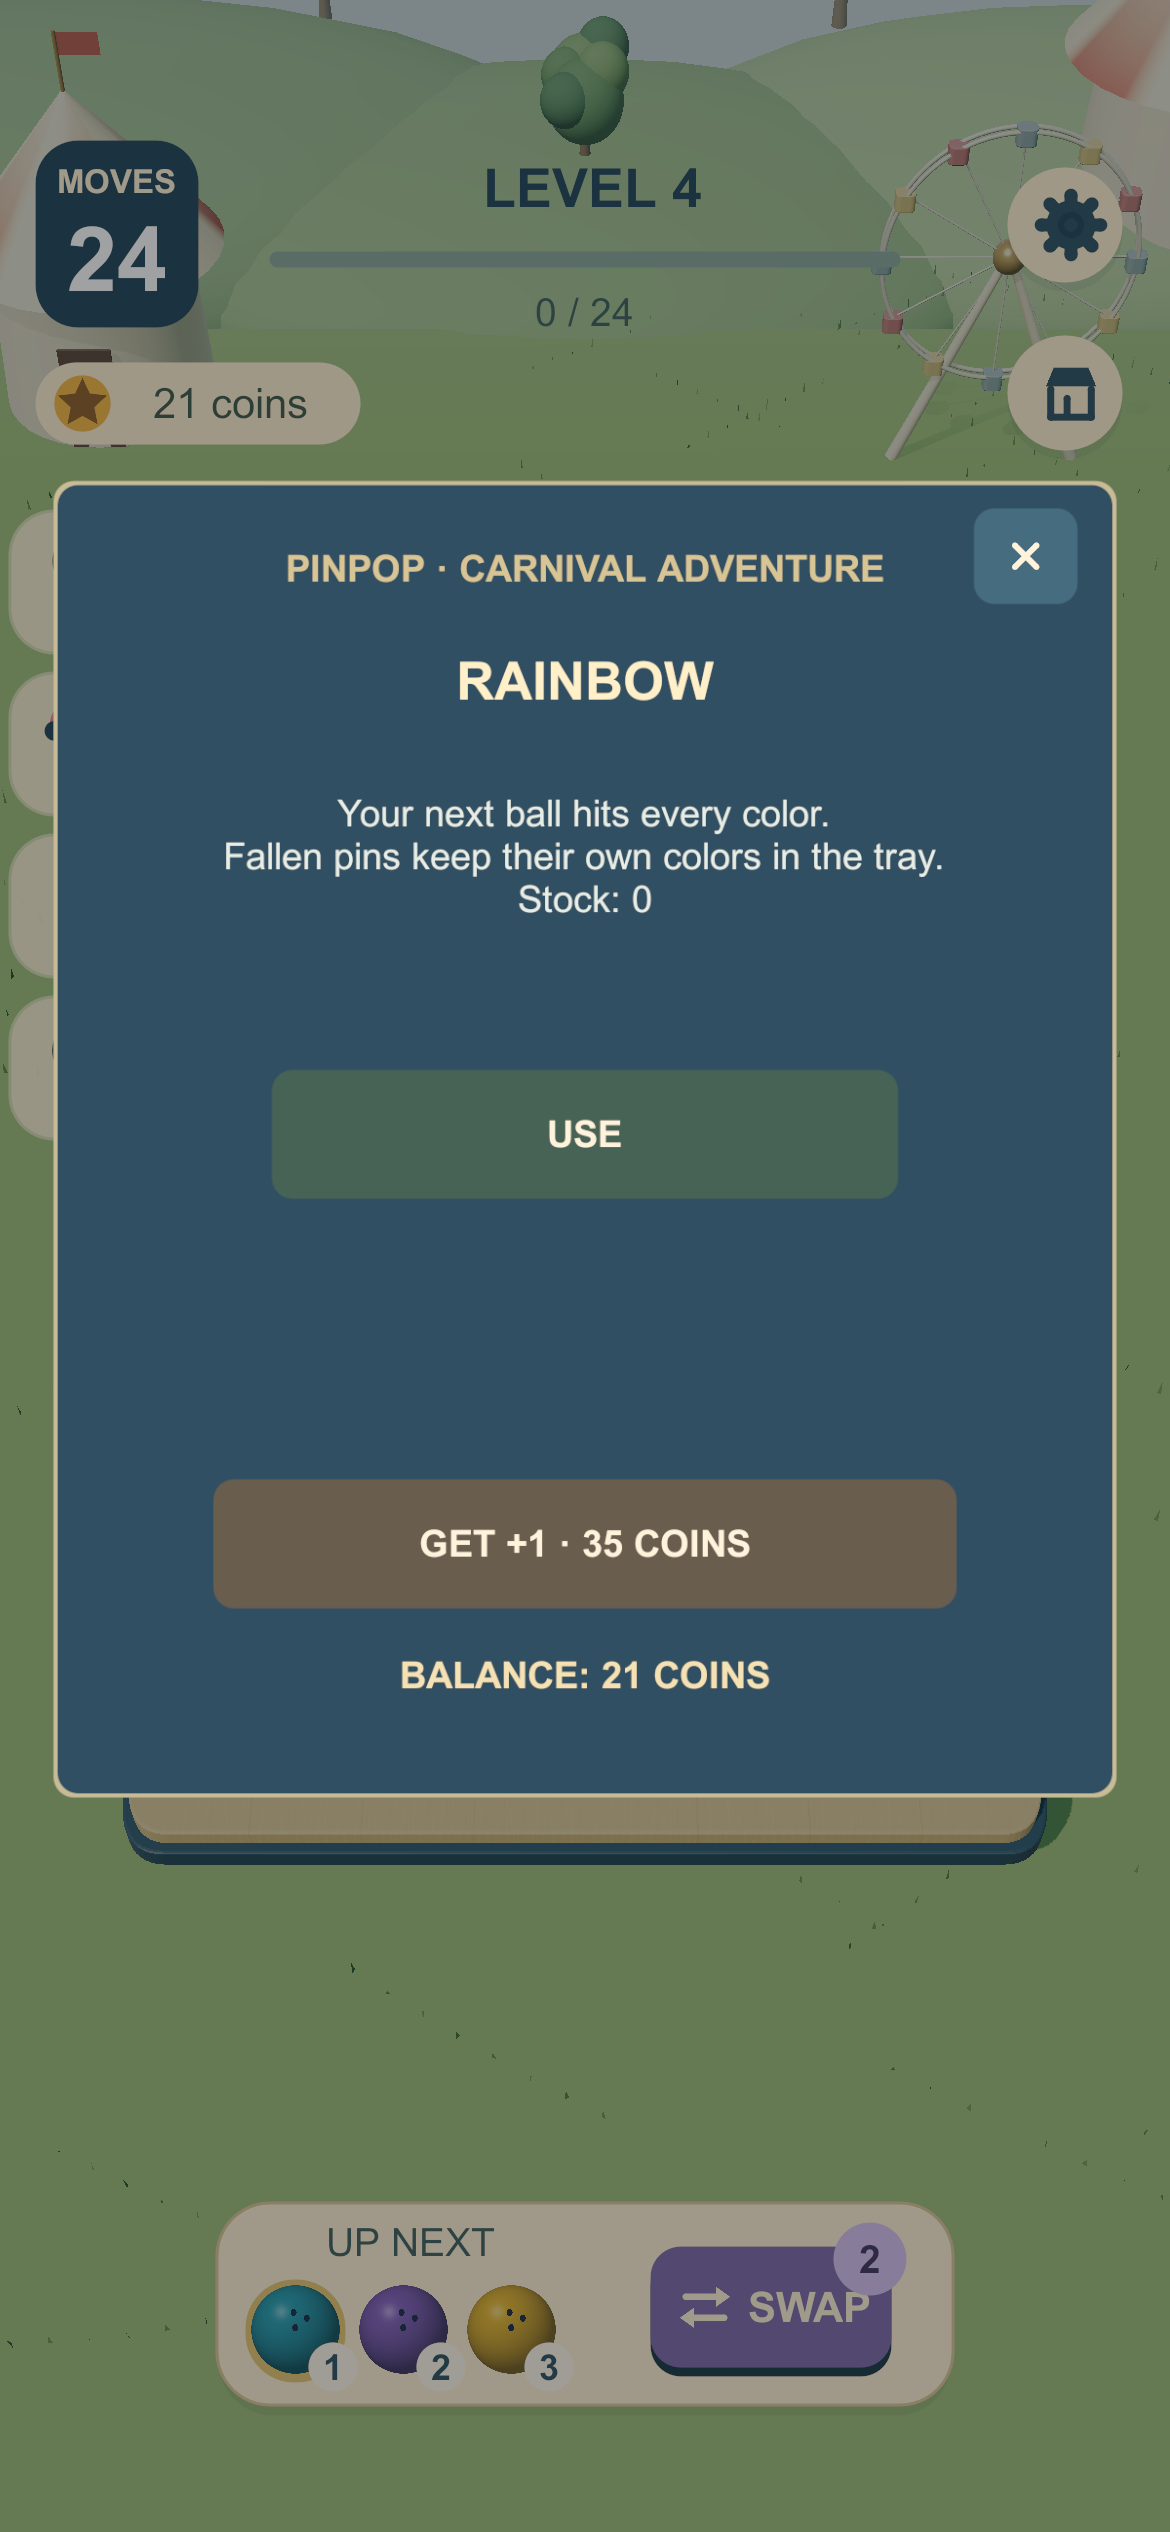 MOVES
24
LEVEL 4
0 / 24
21 coins
PINPOP · CARNIVAL ADVENTURE
RAINBOW
Your next ball hits every color.
Fallen pins keep their own colors in the tray.
Stock: 0
USE
GET +1 · 35 COINS
BALANCE: 21 COINS
UP NEXT
1
2
3
SWAP
2